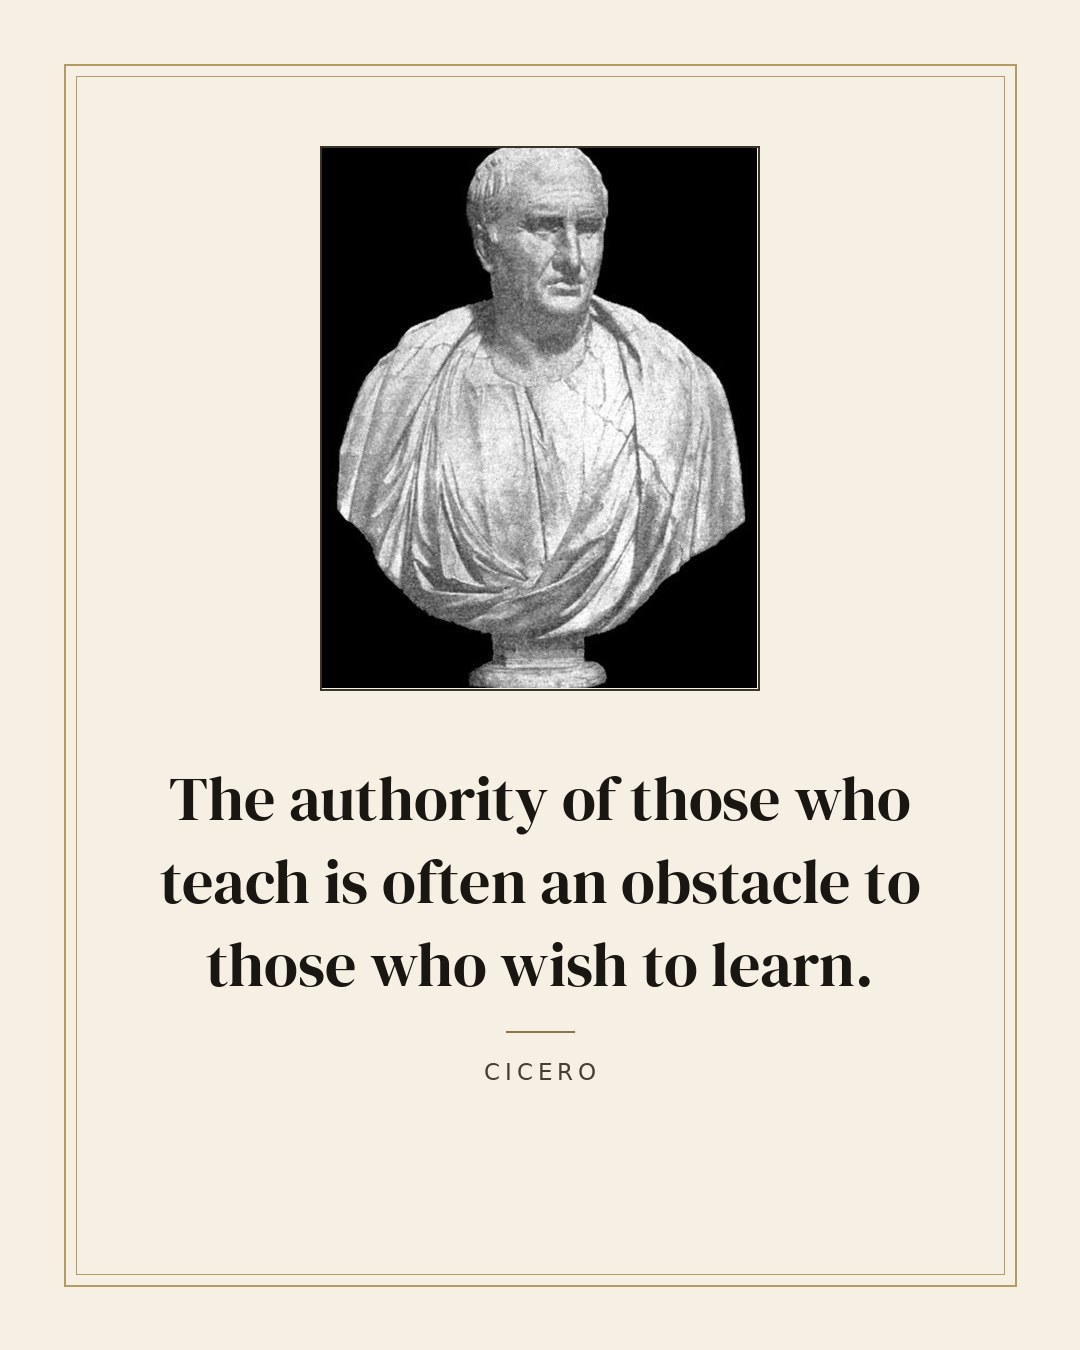 The authority of those who
teach is often an obstacle to
those who wish to learn.
CICERO